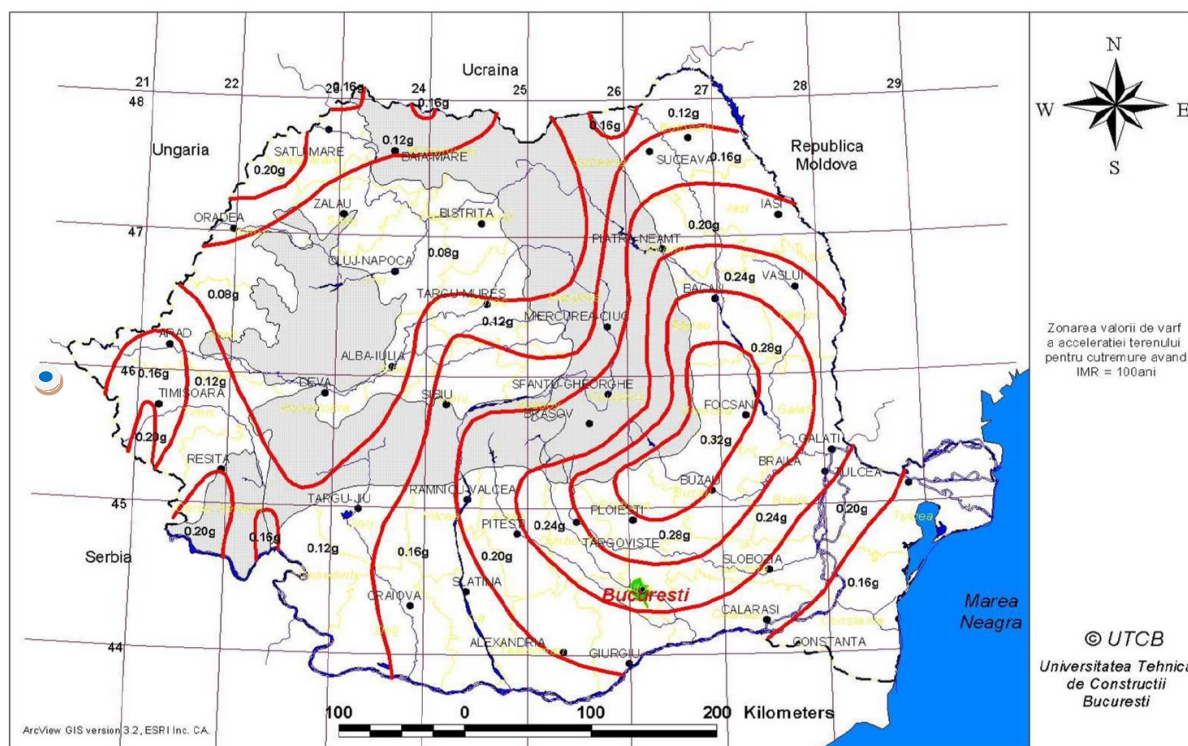 N
W
E
S
Ucraina
Ungaria
Republica
Moldova
Serbia
Marea
Neagra
21
22
24
25
26
27
28
29
48
47
46
45
44
0.16g
0.16g
0.16g
0.12g
0.12g
0.16g
SATU-MARE
BAIA-MARE
SUCEAVA
0.20g
ORADEA
ZALAU
BISTRITA
IASI
Iasi
0.20g
PIATRA-NEAMT
CLUJ-NAPOCA
0.08g
0.24g
VASLUI
0.08g
TARGU-MURES
BACAU
0.12g
MIERCUREA-CIUC
ARAD
0.28g
ALBA-IULIA
0.16g
0.12g
DEVA
SFANTU-GHEORGHE
TIMISOARA
SIBIU
BRASOV
FOCSANI
0.20g
0.32g
GALATI
RESITA
BRAILA
TULCEA
BUZAU
TARGU-JIU
RAMNICU-VALCEA
PLOIESTI
0.24g
0.20g
Tulcea
PITESTI
0.24g
0.20g
0.16g
TARGOVISTE
0.28g
0.12g
0.16g
0.20g
SLOBOZIA
0.16g
SLATINA
Bucuresti
CRAIOVA
CALARASI
Constanta
ALEXANDRIA
CONSTANTA
GIURGIU
100
0
100
200
Kilometers
ArcView GIS version 3.2, ESRI Inc. CA.
Zonarea valorii de varf
a acceleratiei terenului
pentru cutremure avand
IMR = 100ani
© UTCB
Universitatea Tehnica
de Constructii
Bucuresti